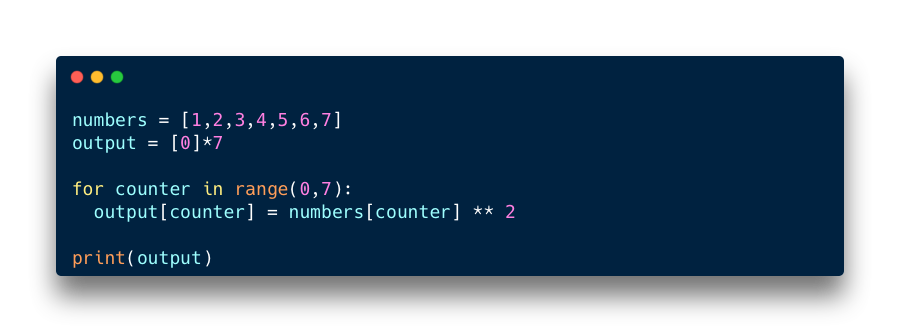 numbers = [1,2,3,4,5,6,7]
output = [0]*7
for counter in range(0,7):
  output[counter] = numbers[counter] ** 2
print(output)